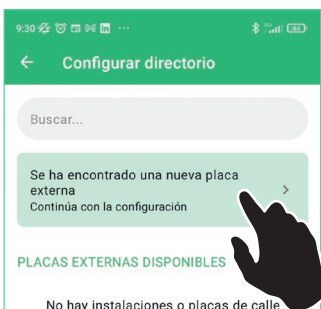 9:30
Configurar directorio
Buscar...
Se ha encontrado una nueva placa
externa
Continúa con la configuración
PLACAS EXTERNAS DISPONIBLES
No hay instalaciones o placas de calle